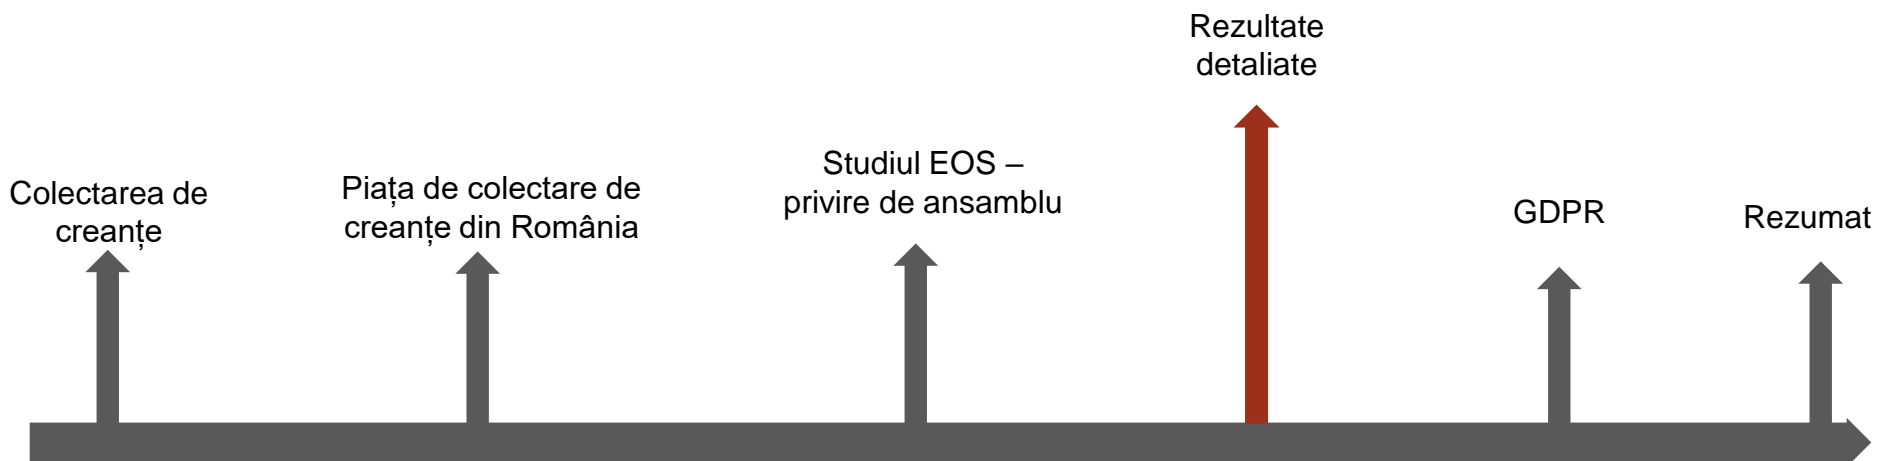 Colectarea de
creanțe
Piața de colectare de
creanțe din România
Studiul EOS –
privire de ansamblu
Rezultate
detaliate
GDPR
Rezumat